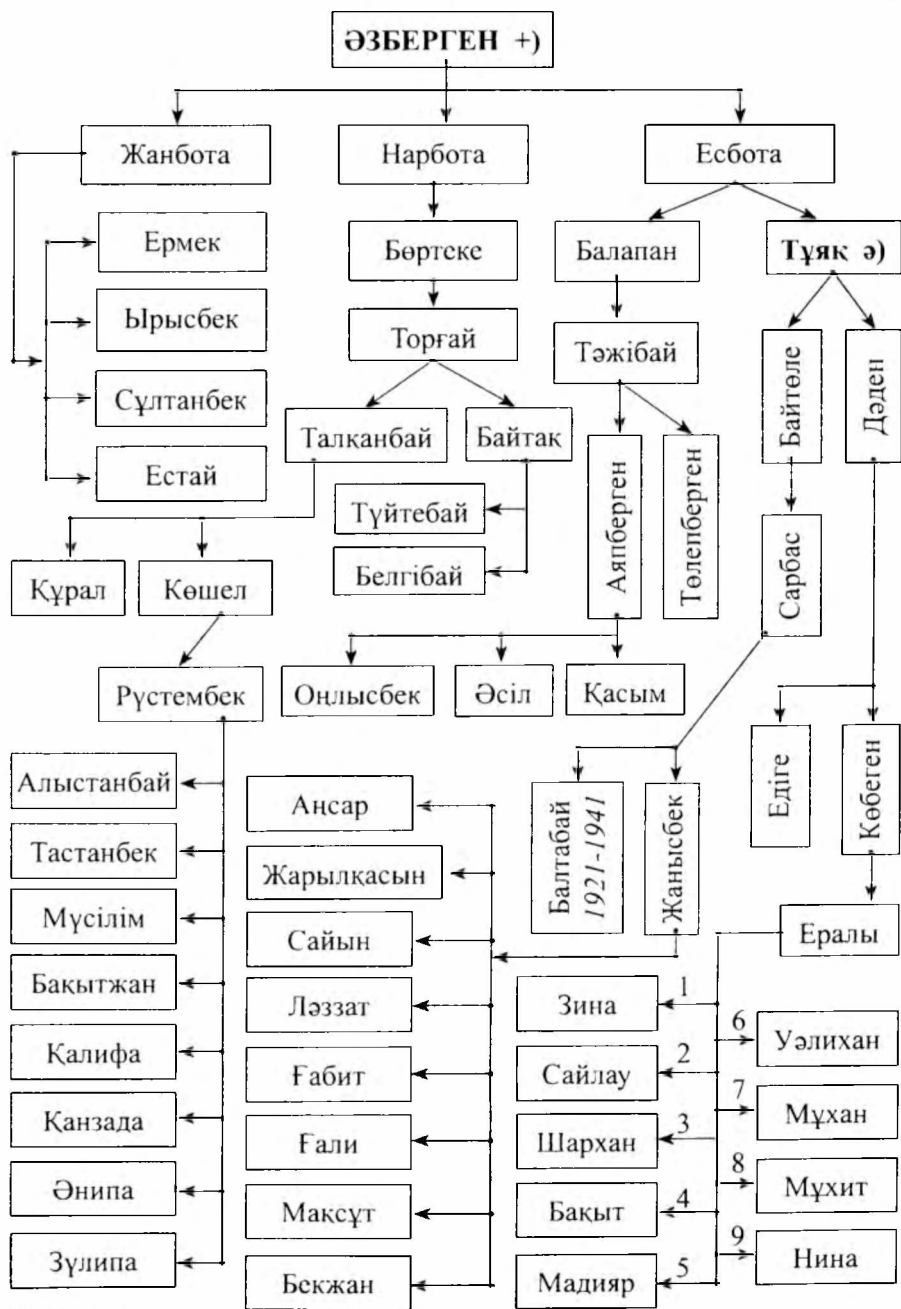 ӘЗБЕРГЕН +)
Жанбота
Нарбота
Есбота
Ермек
Ырысбек
Сұлтанбек
Естай
Бөртске
Торғай
Талқанбай
Байтақ
Түйтебай
Белгібай
Балапан
Тәжібай
Аяпберген
Төлепберген
Тұяқ ә)
Байтөле
Дәден
Сарбас
Құрал
Көшел
Рүстембек
Оңлысбек
Әсіл
Қасым
Едіге
Көбеген
Балтабай
1921-1941
Жанысбек
Ералы
Алыстанбай
Тастанбек
Мүсілім
Бақытжан
Қалифа
Қанзада
Әнипа
Зүлипа
Аңсар
Жарылқасын
Сайын
Ләззат
Ғабит
Ғали
Мақсұт
Бекжан
Зина 1
Сайлау 2
Шархан 3
Бақыт 4
Мадияр 5
6 Уәлихан
7 Мұхан
8 Мұхит
9 Нина